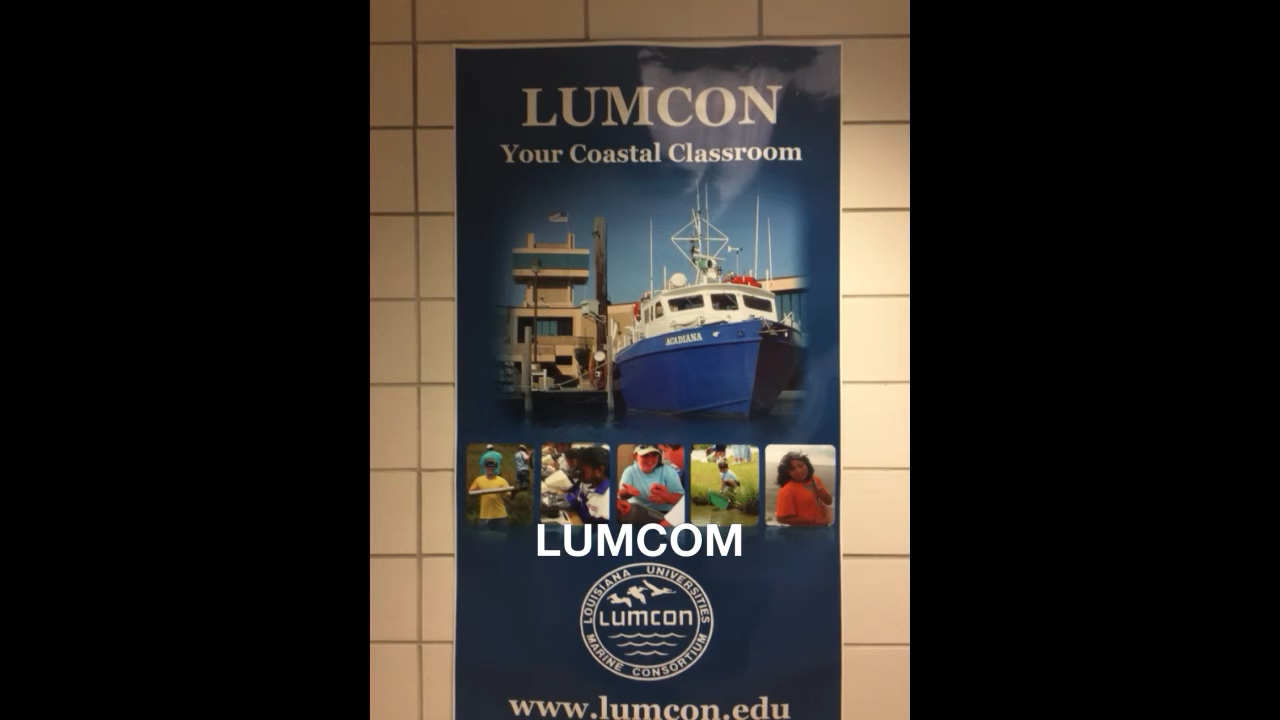 LUMCON
Your Coastal Classroom
ACADIANA
LUMCOM
LOUISIANA UNIVERSITIES
Lumcon
MARINE CONSORTIUM
www.lumcon.edu